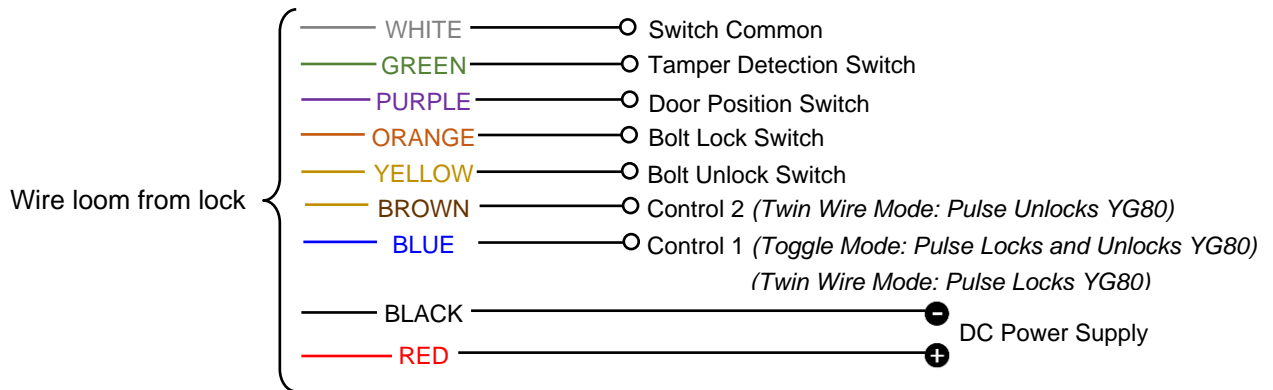 WHITE Switch Common
GREEN Tamper Detection Switch
PURPLE Door Position Switch
ORANGE Bolt Lock Switch
YELLOW Bolt Unlock Switch
Wire loom from lock
BROWN Control 2 (Twin Wire Mode: Pulse Unlocks YG80)
BLUE Control 1 (Toggle Mode: Pulse Locks and Unlocks YG80)
(Twin Wire Mode: Pulse Locks YG80)
BLACK -
DC Power Supply
RED +